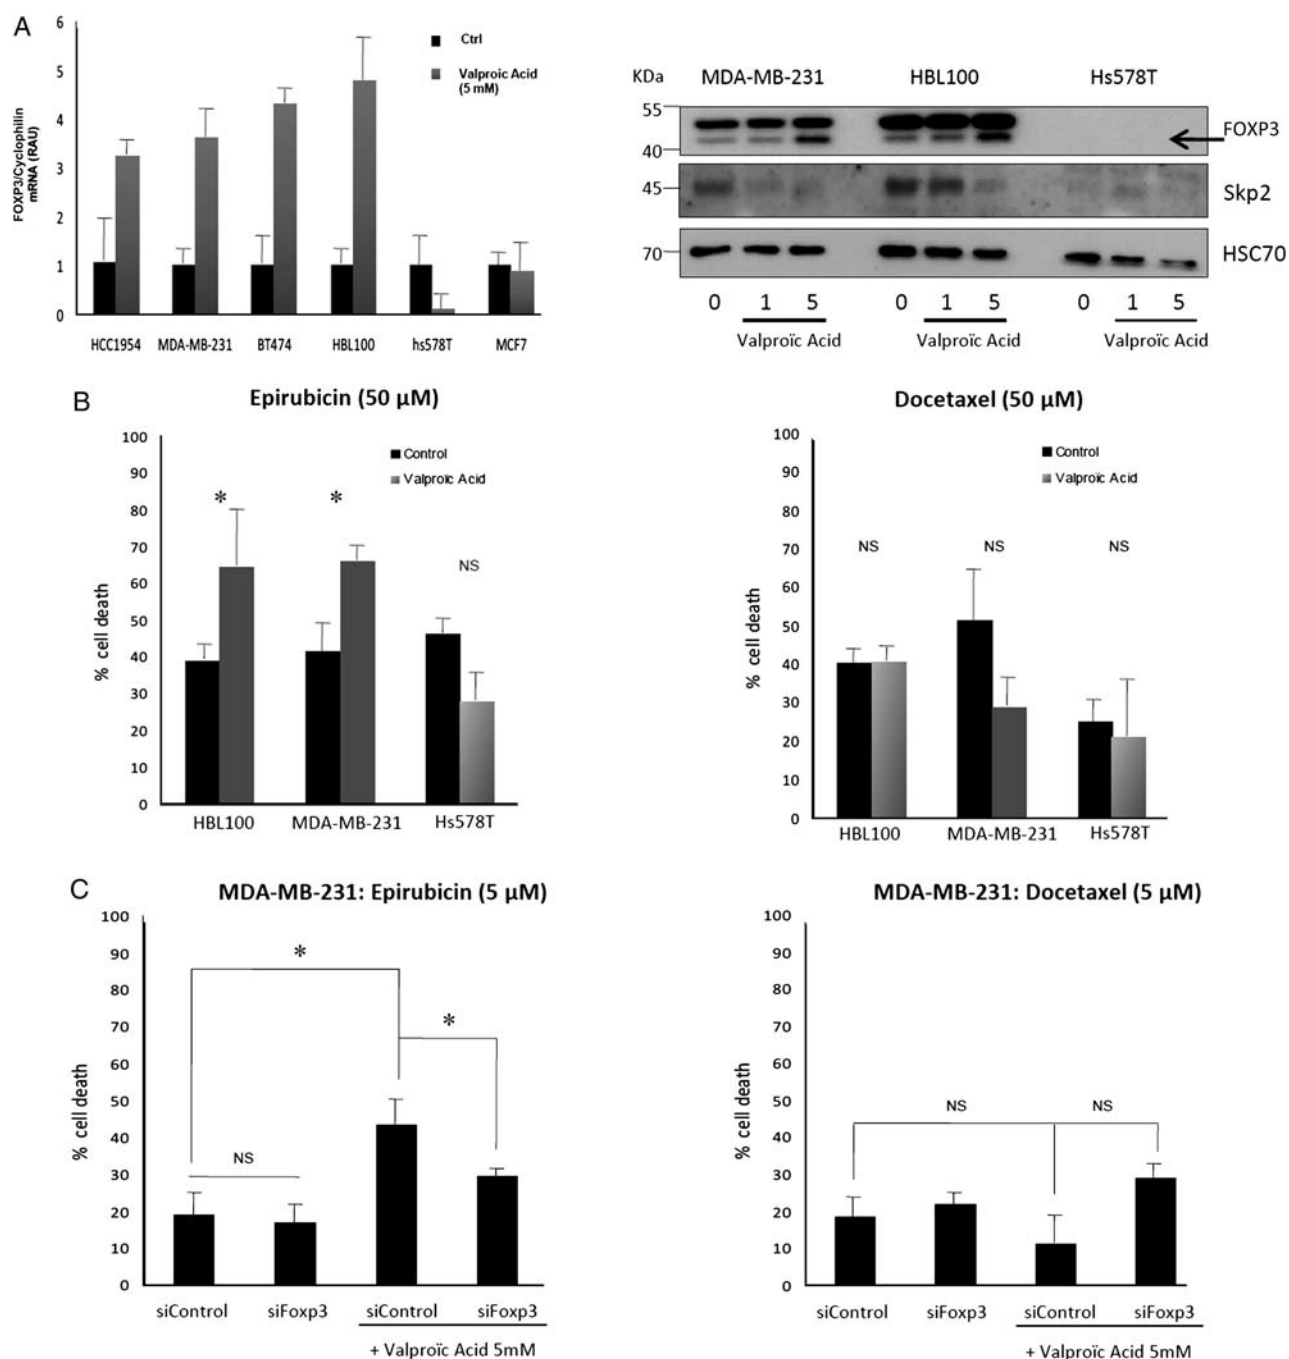 A
6
5
4
3
2
1
0
FOXP3/Cyclophilin
mRNA (RAU)
Ctrl
Valproic Acid
(5 mM)
HCC1954 MDA-MB-231 BT474 HBL100 hs578T MCF7
KDa MDA-MB-231 HBL100 Hs578T
55
40
FOXP3
45
Skp2
70
HSC70
0 1 5 0 1 5 0 1 5
Valproïc Acid Valproïc Acid Valproïc Acid
B
Epirubicin (50 µM)
100
90
80
70
60
50
40
30
20
10
0
% cell death
Control
Valproïc Acid
* * NS
HBL100 MDA-MB-231 Hs578T
Docetaxel (50 µM)
100
90
80
70
60
50
40
30
20
10
0
% cell death
Control
Valproïc Acid
NS NS NS
HBL100 MDA-MB-231 Hs578T
C
MDA-MB-231: Epirubicin (5 µM)
100
90
80
70
60
50
40
30
20
10
0
% cell death
*
*
NS
siControl siFoxp3 siControl siFoxp3
+ Valproïc Acid 5mM
MDA-MB-231: Docetaxel (5 µM)
100
90
80
70
60
50
40
30
20
10
0
% cell death
NS NS
siControl siFoxp3 siControl siFoxp3
+ Valproïc Acid 5mM